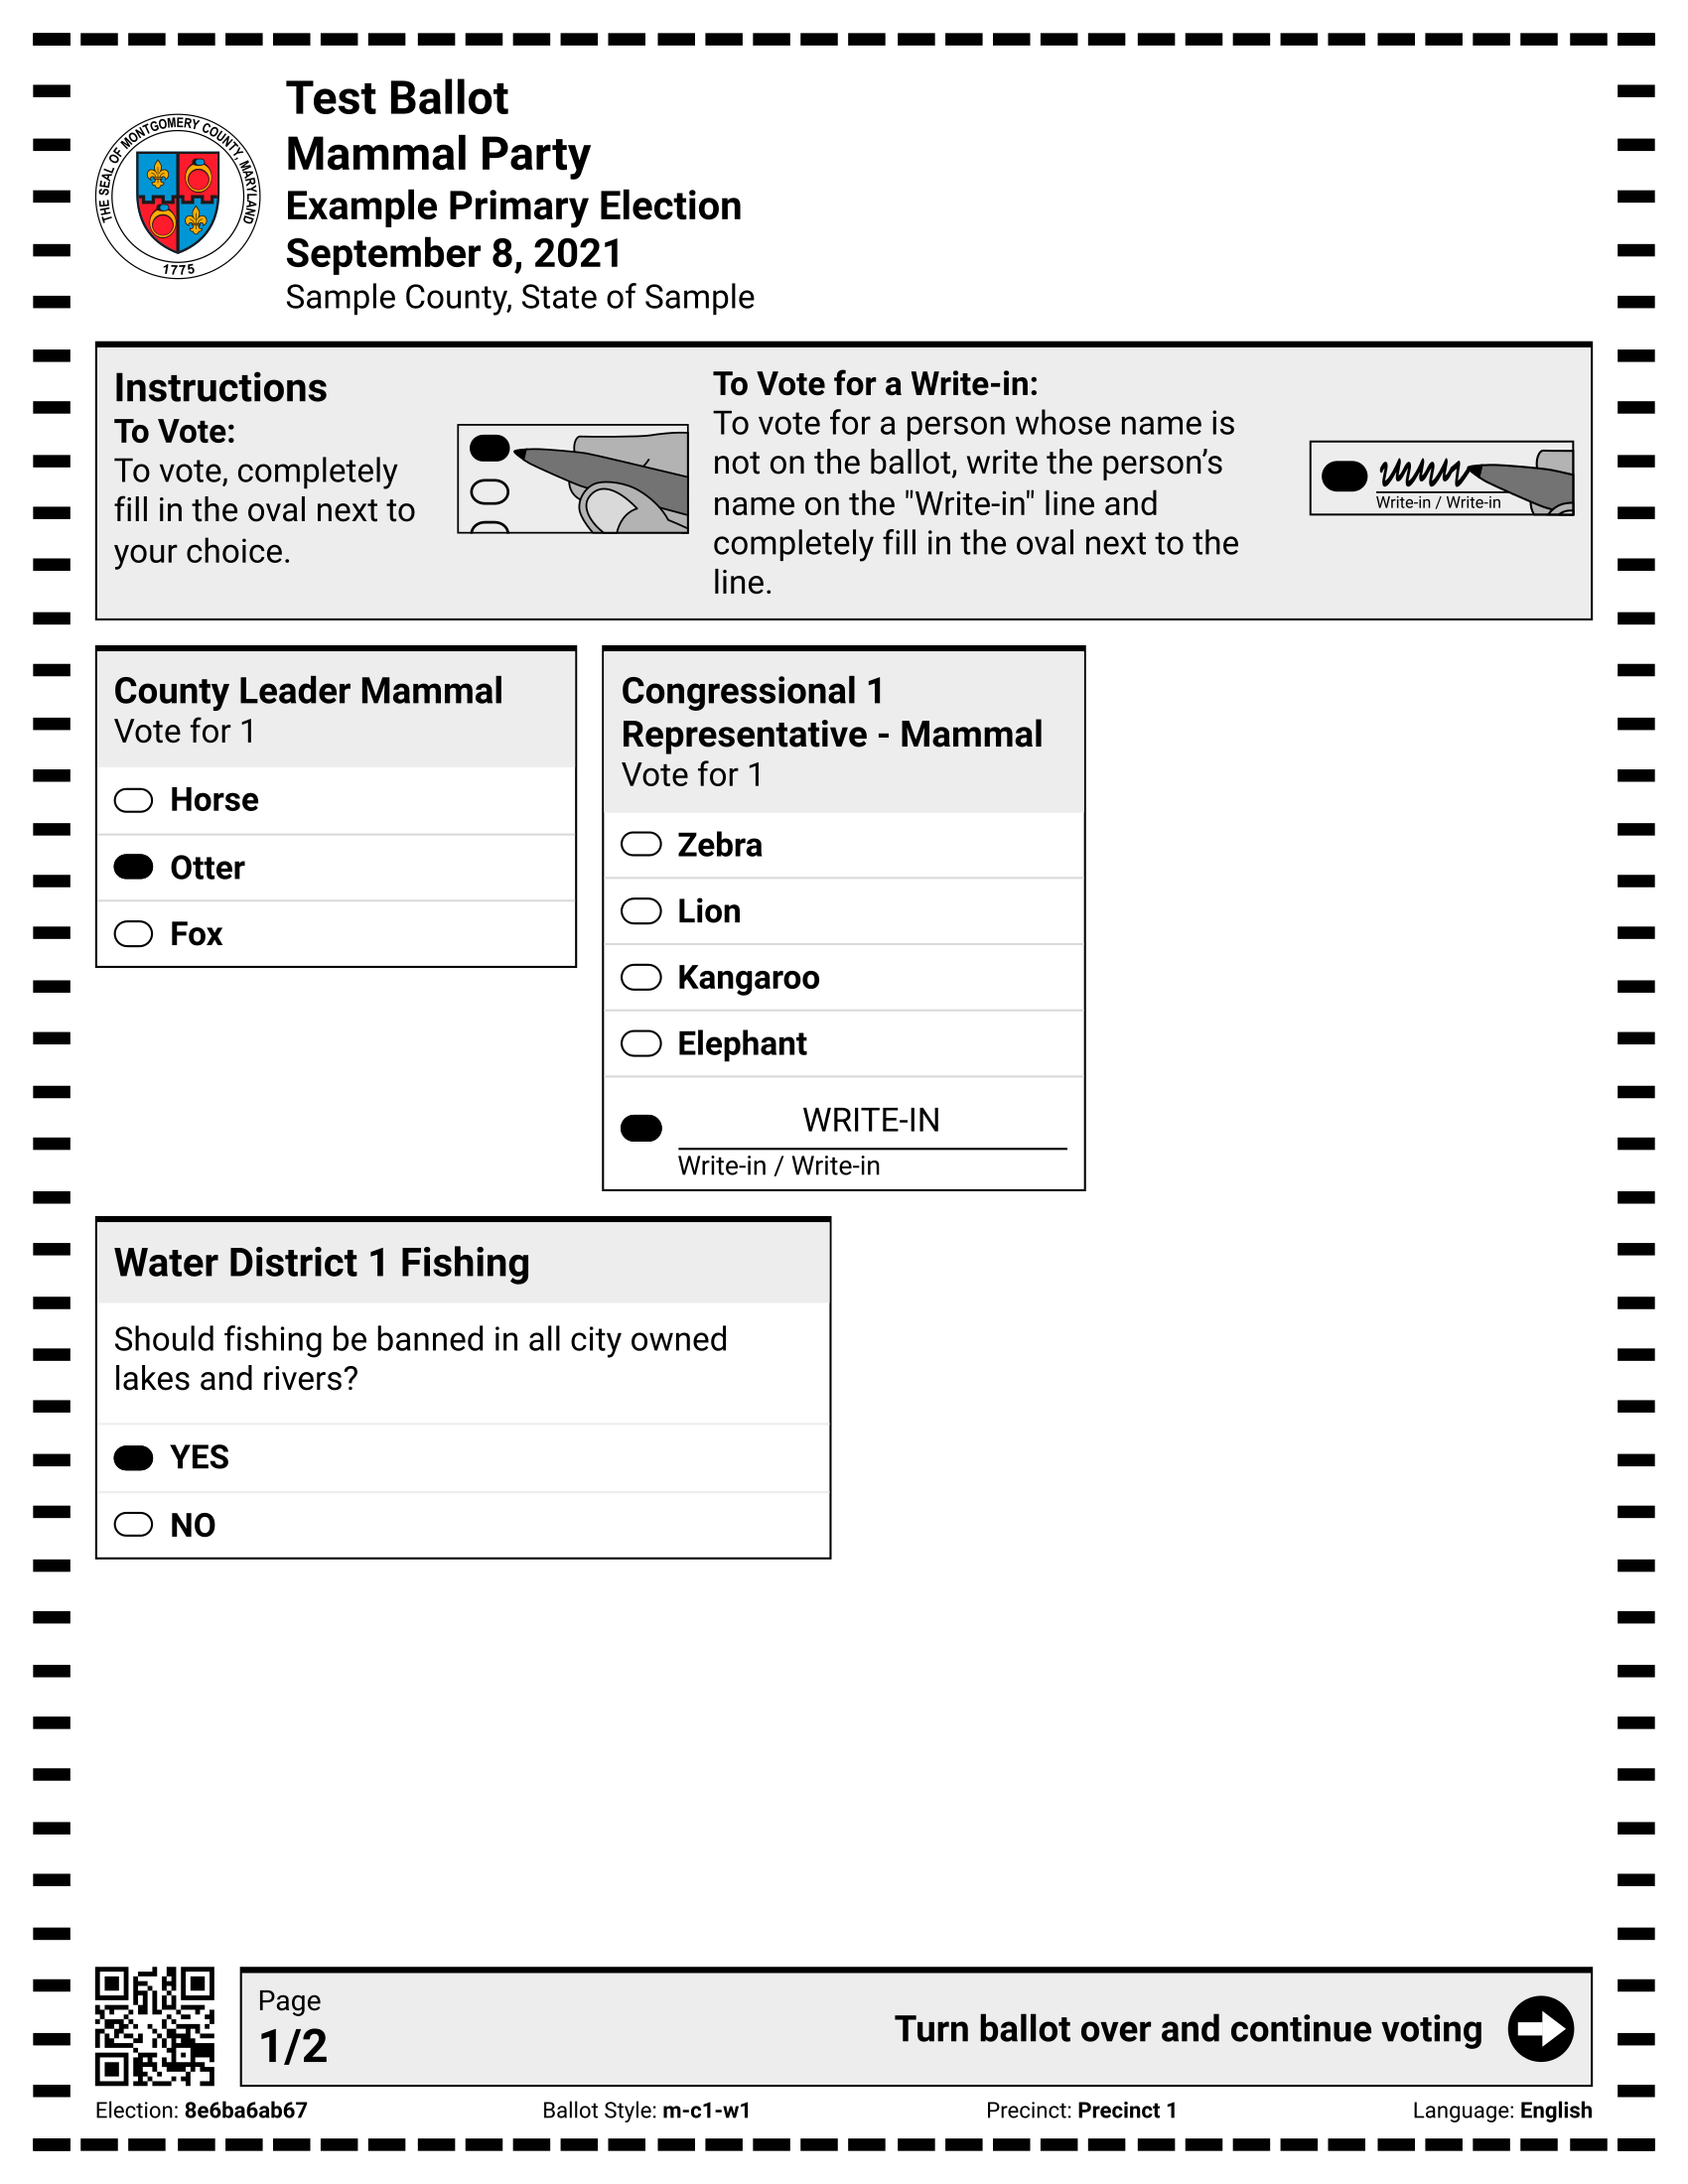 THE SEAL OF MONTGOMERY COUNTY, MARYLAND
1775
Test Ballot
Mammal Party
Example Primary Election
September 8, 2021
Sample County, State of Sample
Instructions
To Vote:
To vote, completely
fill in the oval next to
your choice.
To Vote for a Write-in:
To vote for a person whose name is
not on the ballot, write the person’s
name on the "Write-in" line and
completely fill in the oval next to the
line.
Write-in / Write-in
County Leader Mammal
Vote for 1
Horse
Otter
Fox
Congressional 1
Representative - Mammal
Vote for 1
Zebra
Lion
Kangaroo
Elephant
WRITE-IN
Write-in / Write-in
Water District 1 Fishing
Should fishing be banned in all city owned
lakes and rivers?
YES
NO
Page
1/2
Turn ballot over and continue voting
Election: 8e6ba6ab67 Ballot Style: m-c1-w1 Precinct: Precinct 1 Language: English